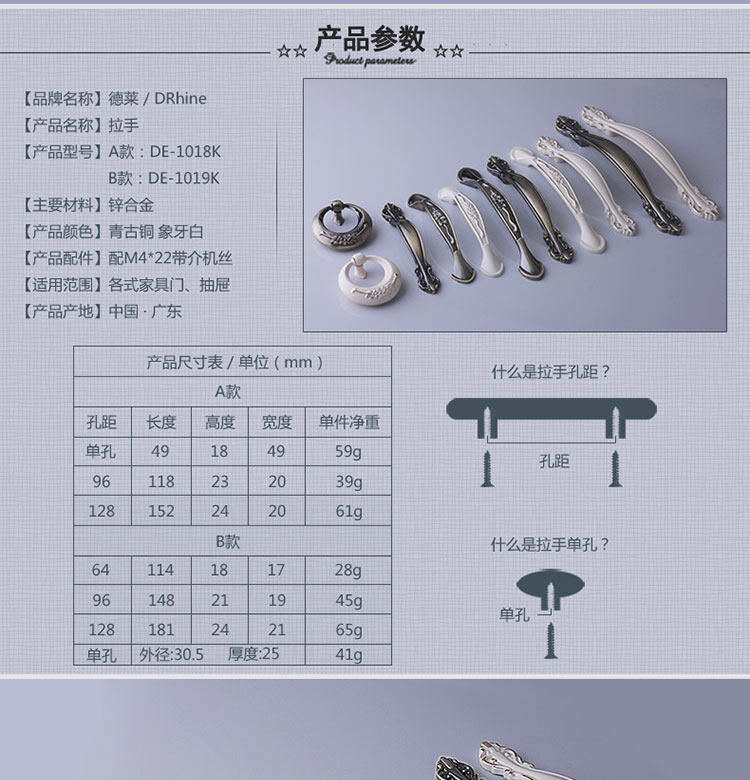 ☆☆ 产品参数 ☆☆
Product parameters
【品牌名称】德莱 / DRhine
【产品名称】拉手
【产品型号】A款：DE-1018K
B款：DE-1019K
【主要材料】锌合金
【产品颜色】青古铜 象牙白
【产品配件】配M4*22带介机丝
【适用范围】各式家具门、抽屉
【产品产地】中国 · 广东
产品尺寸表 / 单位（mm）
A款
孔距 长度 高度 宽度 单件净重
单孔 49 18 49 59g
96 118 23 20 39g
128 152 24 20 61g
B款
64 114 18 17 28g
96 148 21 19 45g
128 181 24 21 65g
单孔 外径:30.5 厚度:25 41g
什么是拉手孔距？
孔距
什么是拉手单孔？
单孔